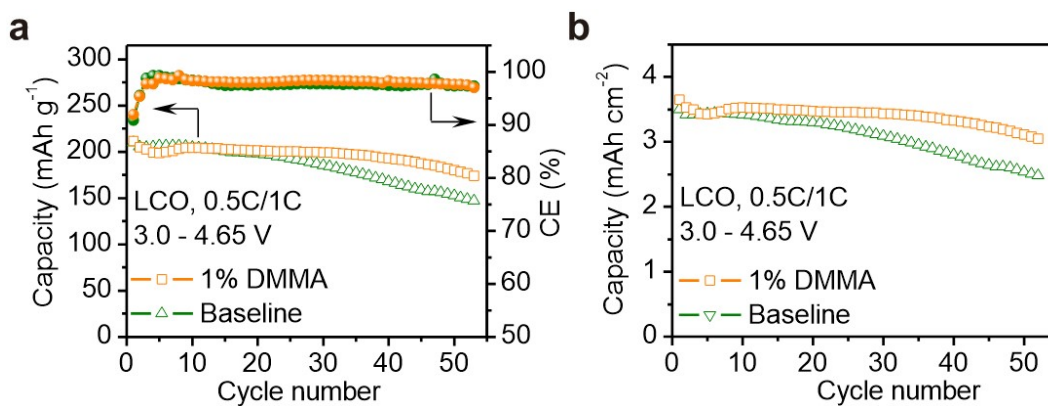 a
Capacity (mAh g⁻¹)
300
250
200
150
100
50
0
LCO, 0.5C/1C
3.0 - 4.65 V
1% DMMA
Baseline
0
10
20
30
40
50
Cycle number
100
90
80
70
60
50
CE (%)
b
Capacity (mAh cm⁻²)
4
3
2
1
0
LCO, 0.5C/1C
3.0 - 4.65 V
1% DMMA
Baseline
0
10
20
30
40
50
Cycle number